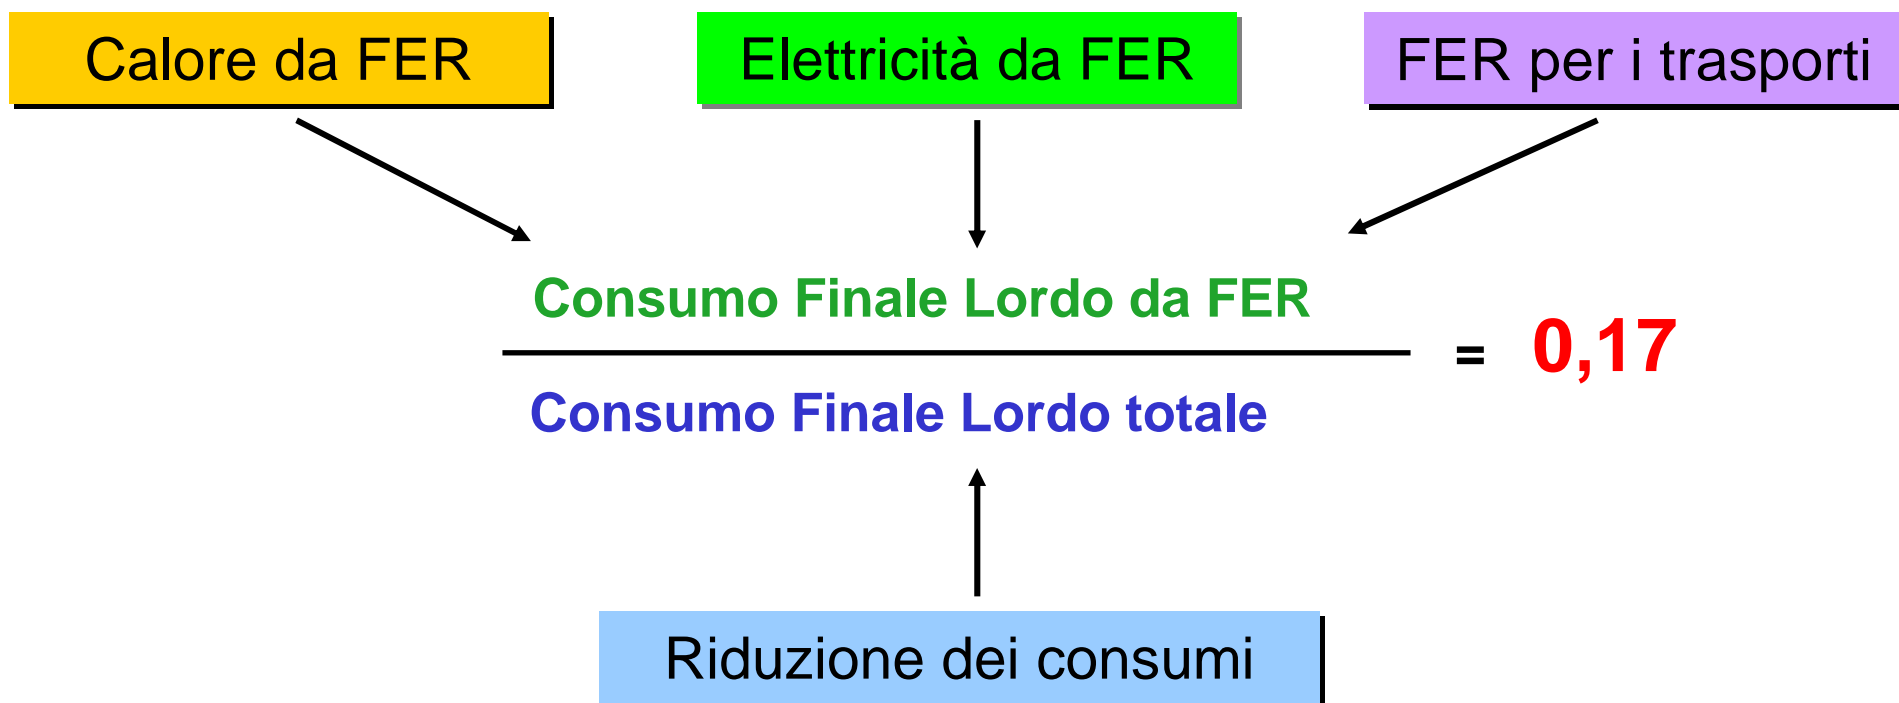 Calore da FER
Elettricità da FER
FER per i trasporti
Consumo Finale Lordo da FER
= 0,17
Consumo Finale Lordo totale
Riduzione dei consumi